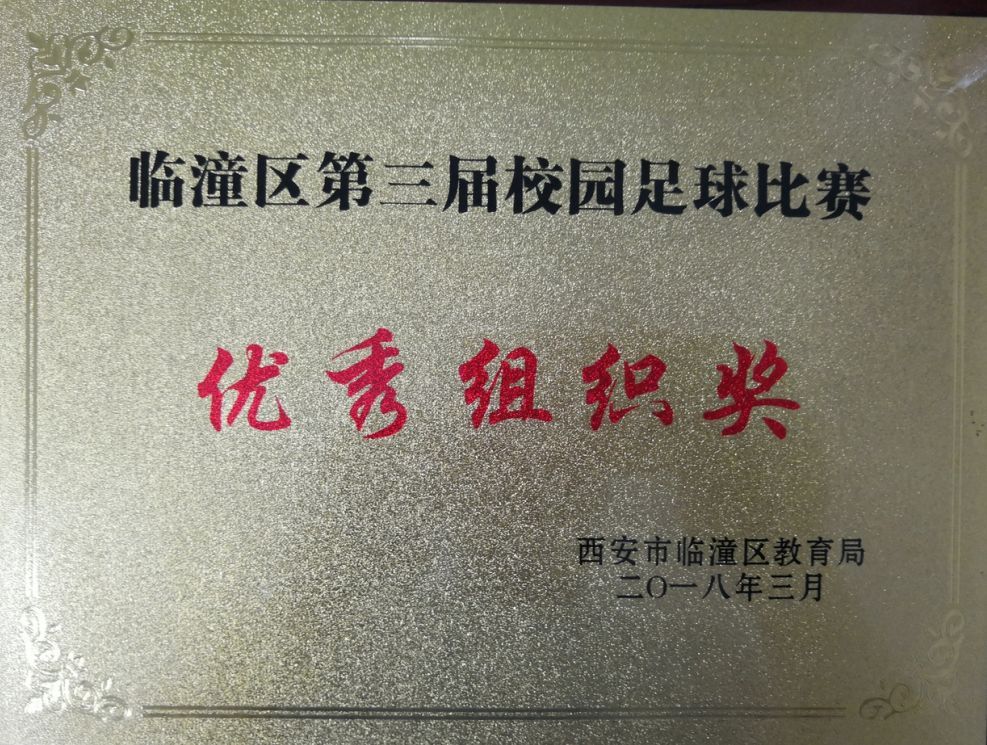 临潼区第三届校园足球比赛
优秀组织奖
西安市临潼区教育局
二〇一八年三月